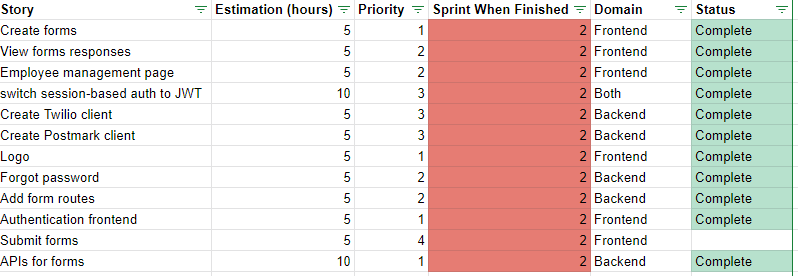 Story Estimation (hours) Priority Sprint When Finished Domain Status
Create forms 5 1 2 Frontend Complete
View forms responses 5 2 2 Frontend Complete
Employee management page 5 2 2 Frontend Complete
switch session-based auth to JWT 10 3 2 Both Complete
Create Twilio client 5 3 2 Backend Complete
Create Postmark client 5 3 2 Backend Complete
Logo 5 1 2 Frontend Complete
Forgot password 5 2 2 Backend Complete
Add form routes 5 2 2 Backend Complete
Authentication frontend 5 1 2 Frontend Complete
Submit forms 5 4 2 Frontend
APIs for forms 10 1 2 Backend Complete